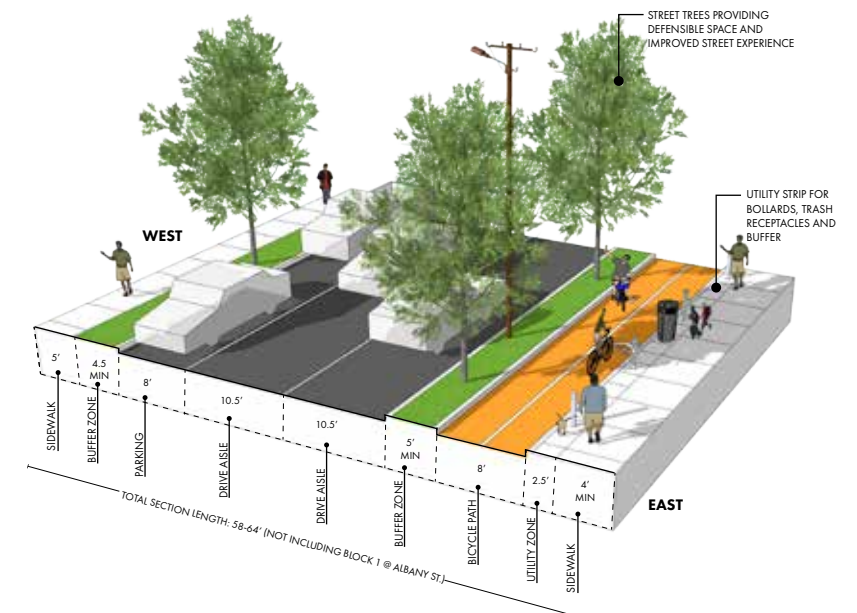 STREET TREES PROVIDING
DEFENSIBLE SPACE AND
IMPROVED STREET EXPERIENCE
UTILITY STRIP FOR
BOLLARDS, TRASH
RECEPTACLES AND
BUFFER
WEST
EAST
5'
4.5
MIN
8'
10.5'
10.5'
5'
MIN
8'
2.5'
4'
MIN
SIDEWALK
BUFFER ZONE
PARKING
DRIVE AISLE
DRIVE AISLE
BUFFER ZONE
BICYCLE PATH
UTILITY ZONE
SIDEWALK
TOTAL SECTION LENGTH: 58-64' (NOT INCLUDING BLOCK 1 @ ALBANY ST.)